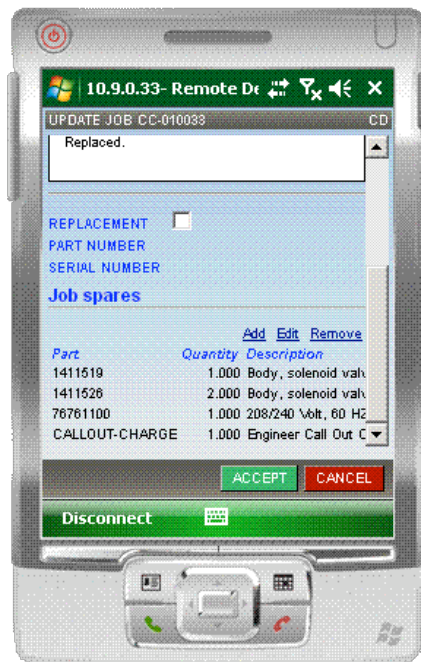 10.9.0.33- Remote De
UPDATE JOB CC-010033 CD
Replaced.
REPLACEMENT
PART NUMBER
SERIAL NUMBER
Job spares
Add Edit Remove
Part Quantity Description
1411519 1.000 Body, solenoid valv
1411526 2.000 Body, solenoid valv
76761100 1.000 208/240 Volt, 60 HZ
CALLOUT-CHARGE 1.000 Engineer Call Out C
ACCEPT CANCEL
Disconnect